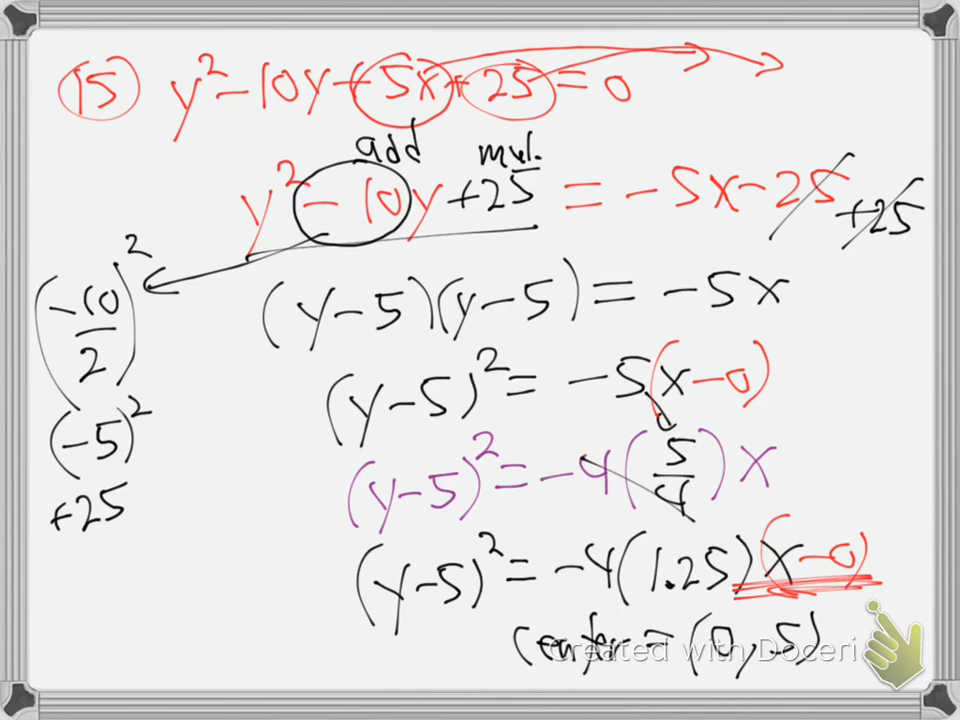 (15) y² - 10y + 5x + 25 = 0
add mul.
y² - 10y + 25 = -5x - 25 + 25
(-10/2)²
(y-5)(y-5) = -5x
(y-5)² = -5(x-0)
(-5)²
(y-5)² = -4(5/4)x
+25
(y-5)² = -4(1.25)(x-0)
center = (0, 5)
Created with Doceri